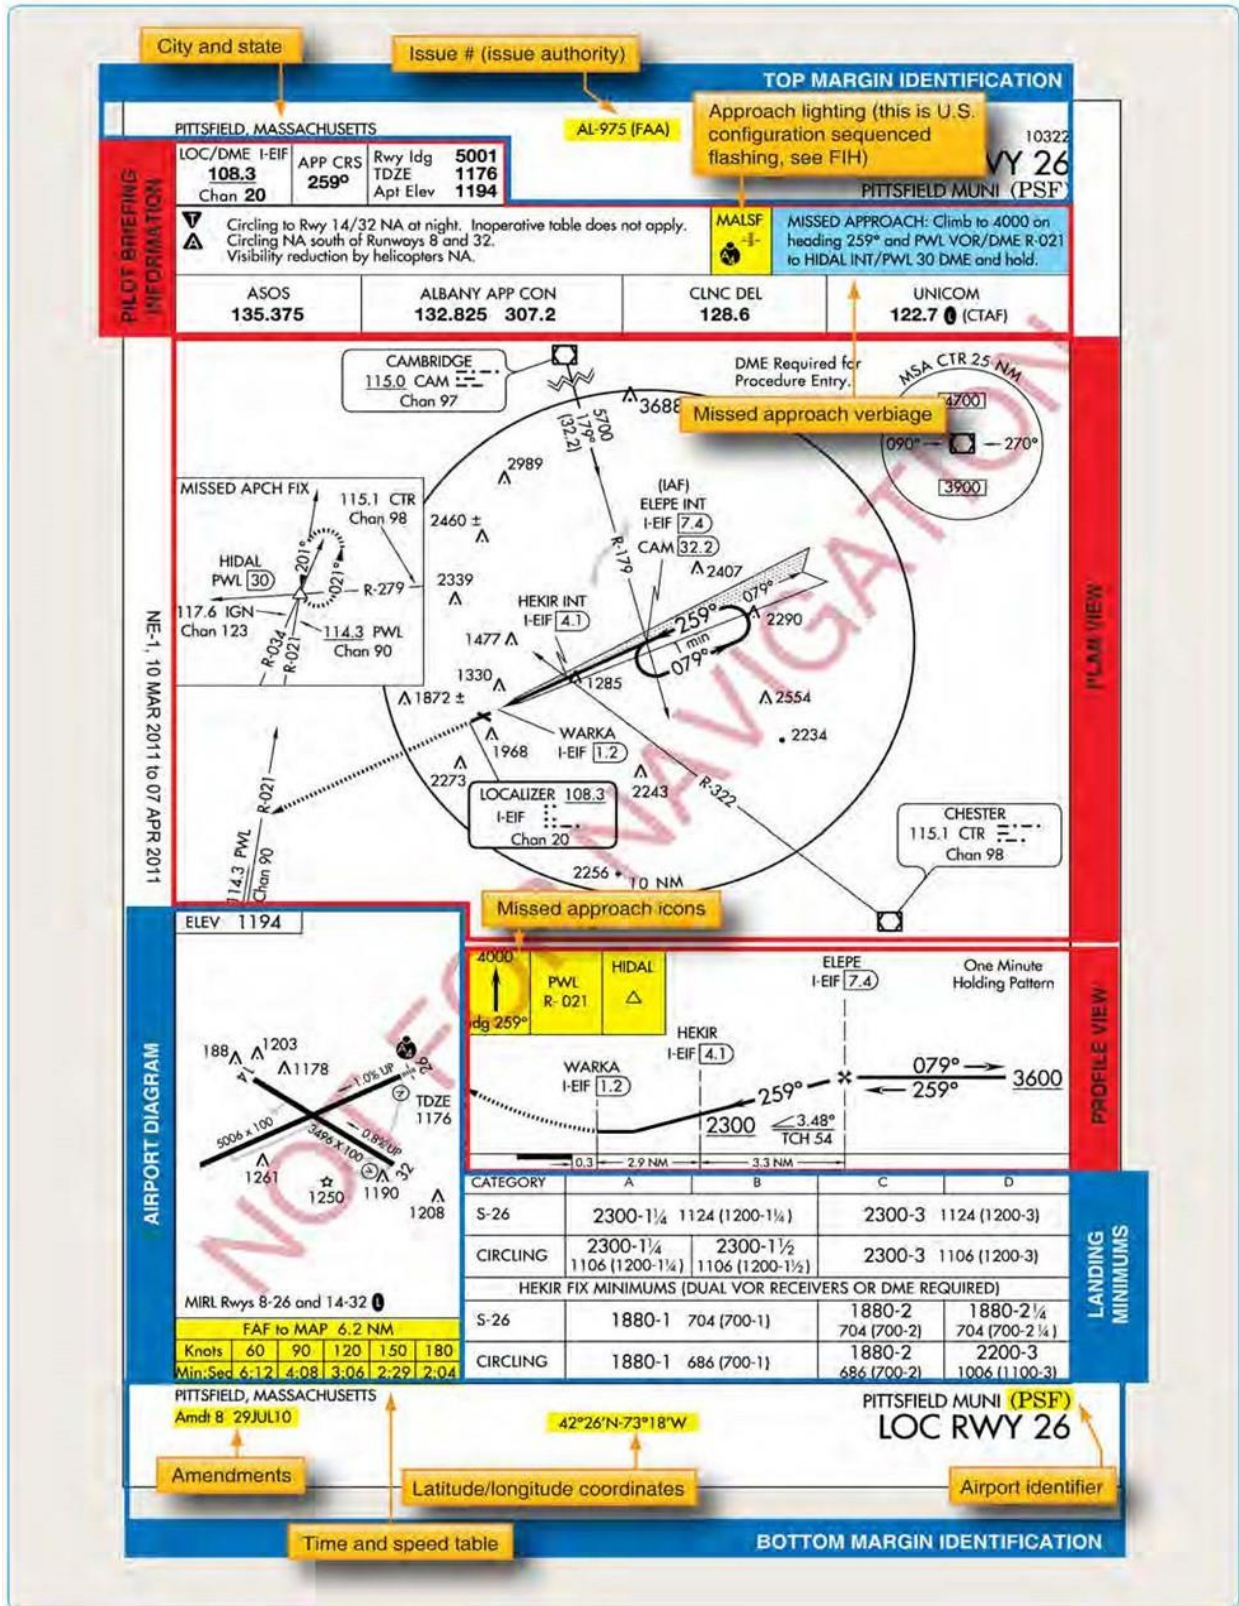 City and state
Issue # (issue authority)
TOP MARGIN IDENTIFICATION
Approach lighting (this is U.S.
configuration sequenced
flashing, see FIH)
PITTSFIELD, MASSACHUSETTS
AL-975 (FAA)
10322
WY 26
PITTSFIELD MUNI (PSF)
PILOT BRIEFING
INFORMATION
LOC/DME I-EIF
108.3
Chan 20
APP CRS
259°
Rwy ldg 5001
TDZE 1176
Apt Elev 1194
T
A
Circling to Rwy 14/32 NA at night. Inoperative table does not apply.
Circling NA south of Runways 8 and 32.
Visibility reduction by helicopters NA.
MALSF
A4
MISSED APPROACH: Climb to 4000 on
heading 259° and PWL VOR/DME R-021
to HIDAL INT/PWL 30 DME and hold.
ASOS
135.375
ALBANY APP CON
132.825 307.2
CLNC DEL
128.6
UNICOM
122.7 L (CTAF)
PLAM VIEW
CAMBRIDGE
115.0 CAM
Chan 97
DME Required for
Procedure Entry.
Missed approach verbiage
MSA CTR 25 NM
4700
090°
270°
3900
3688
5700
179°
(32.2)
2989
2460 ±
2339
1477
1330
1872 ±
MISSED APCH FIX
115.1 CTR
Chan 98
HIDAL
PWL 30
201°
021°
R-279
117.6 IGN
Chan 123
114.3 PWL
Chan 90
R-034
R-021
(IAF)
ELEPE INT
I-EIF 7.4
CAM 32.2
R-179
2407
079°
259°
2290
1 min
079°
HEKIR INT
I-EIF 4.1
1285
2554
2234
WARKA
I-EIF 1.2
1968
2273
2243
R-322
LOCALIZER 108.3
I-EIF
Chan 20
CHESTER
115.1 CTR
Chan 98
2256
10 NM
R-021
114.3 PWL
Chan 90
NE-1, 10 MAR 2011 to 07 APR 2011
NOT FOR NAVIGATION
Missed approach icons
AIRPORT DIAGRAM
ELEV 1194
188
1203
1178
14
A4
26
1.0% UP
TDZE
1176
5006 x 100
3496 X 100
0.8% UP
32
1261
1250
1190
1208
MIRL Rwys 8-26 and 14-32 L
FAF to MAP 6.2 NM
Knots 60 90 120 150 180
Min:Sec 6:12 4:08 3:06 2:29 2:04
PROFILE VIEW
4000
dg 259°
PWL
R- 021
HIDAL
ELEPE
I-EIF 7.4
One Minute
Holding Pattern
HEKIR
I-EIF 4.1
WARKA
I-EIF 1.2
079°
259°
3600
259°
2300
3.48°
TCH 54
0.3
2.9 NM
3.3 NM
LANDING
MINIMUMS
CATEGORY A B C D
S-26 2300-1¼ 1124 (1200-1¼) 2300-3 1124 (1200-3)
CIRCLING 2300-1¼ 1106 (1200-1¼) 2300-1½ 1106 (1200-1½) 2300-3 1106 (1200-3)
HEKIR FIX MINIMUMS (DUAL VOR RECEIVERS OR DME REQUIRED)
S-26 1880-1 704 (700-1) 1880-2 704 (700-2) 1880-2¼ 704 (700-2¼)
CIRCLING 1880-1 686 (700-1) 1880-2 686 (700-2) 2200-3 1006 (1100-3)
PITTSFIELD, MASSACHUSETTS
Amdt 8 29JUL10
42°26'N-73°18'W
PITTSFIELD MUNI (PSF)
LOC RWY 26
Amendments
Latitude/longitude coordinates
Airport identifier
Time and speed table
BOTTOM MARGIN IDENTIFICATION